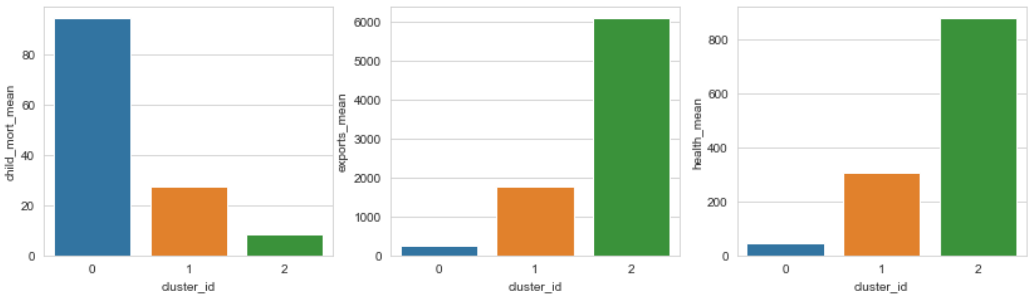 child_mort_mean
80
60
40
20
0
0 1 2
cluster_id
exports_mean
6000
5000
4000
3000
2000
1000
0
0 1 2
cluster_id
health_mean
800
600
400
200
0
0 1 2
cluster_id